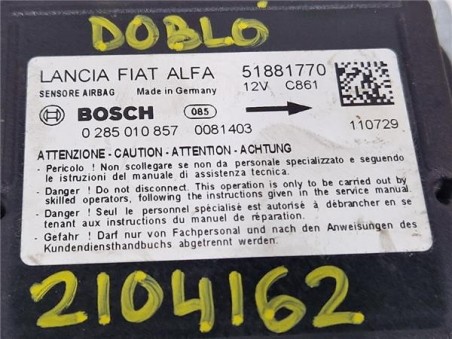 DOBLÓ
LANCIA FIAT ALFA 51881770
SENSORE AIRBAG Made in Germany 12V C861
BOSCH 085
0 285 010 857 0081403 110729
ATTENZIONE - CAUTION - ATTENTION - ACHTUNG
- Pericolo ! Non scollegare se non da personale specializzato e seguendo
le istruzioni del manuale di assistenza tecnica.
- Danger ! Do not disconnect. This operation is only to be carried out by
skilled operators, following the instructions given in the service manual.
- Danger ! Seul le personnel spécialisé est autorisé à débrancher en se
tenant aux instructions du manuel de réparation.
- Gefahr ! Darf nur von Fachpersonal und nach den Anweisungen des
Kundendiensthandbuchs abgetrennt werden.
2104162